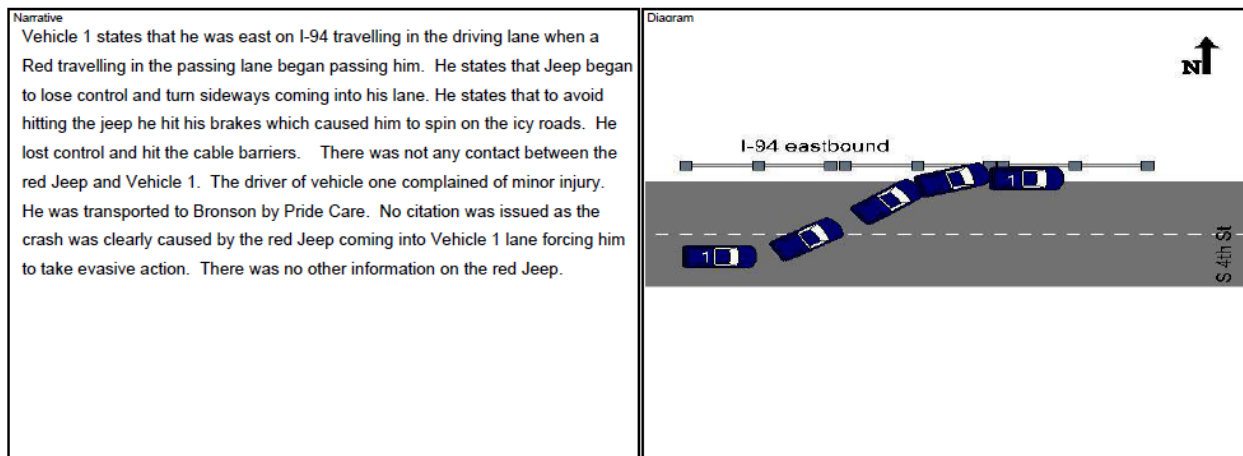 Narrative
Vehicle 1 states that he was east on I-94 travelling in the driving lane when a
Red travelling in the passing lane began passing him.  He states that Jeep began
to lose control and turn sideways coming into his lane. He states that to avoid
hitting the jeep he hit his brakes which caused him to spin on the icy roads.  He
lost control and hit the cable barriers.    There was not any contact between the
red Jeep and Vehicle 1.  The driver of vehicle one complained of minor injury.
He was transported to Bronson by Pride Care.  No citation was issued as the
crash was clearly caused by the red Jeep coming into Vehicle 1 lane forcing him
to take evasive action.  There was no other information on the red Jeep.
Diagram
N
I-94 eastbound
1
1
S 4th St